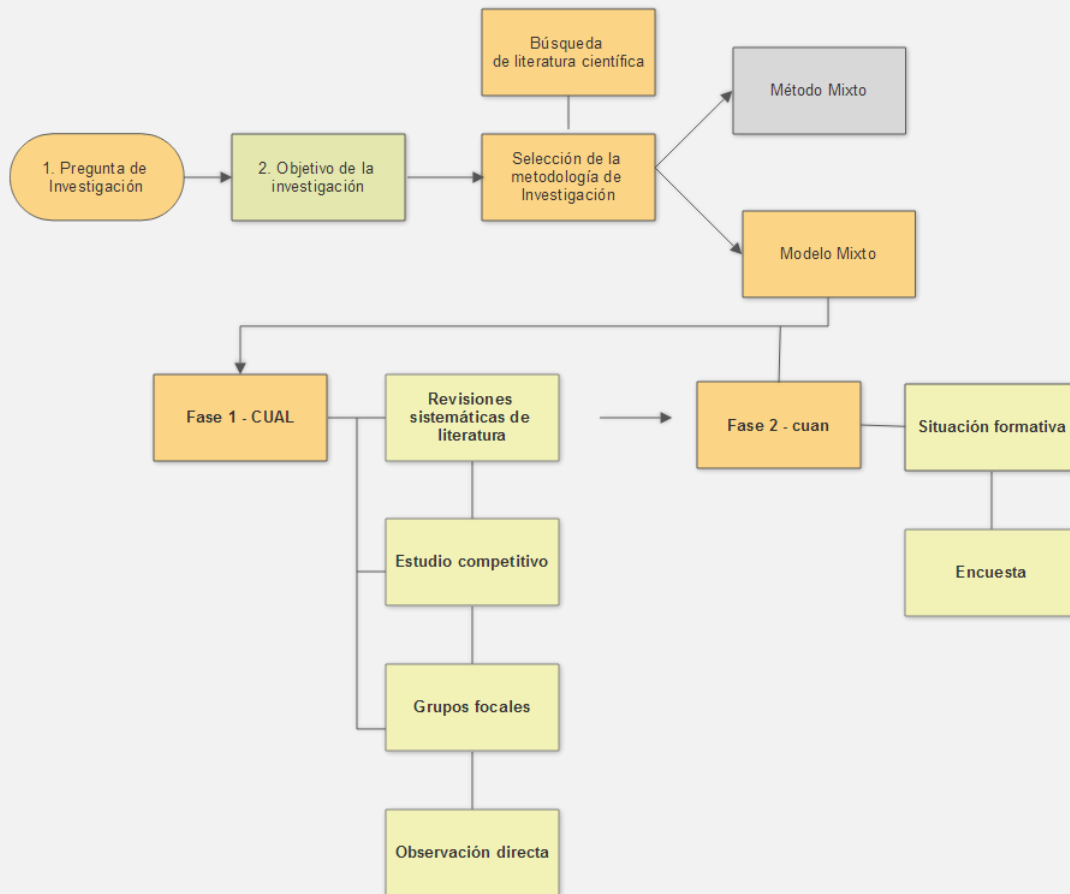 Búsqueda
de literatura científica
Método Mixto
1. Pregunta de
Investigación
2. Objetivo de la
investigación
Selección de la
metodología de
Investigación
Modelo Mixto
Fase 1 - CUAL
Revisiones
sistemáticas de
literatura
Fase 2 - cuan
Situación formativa
Estudio competitivo
Encuesta
Grupos focales
Observación directa